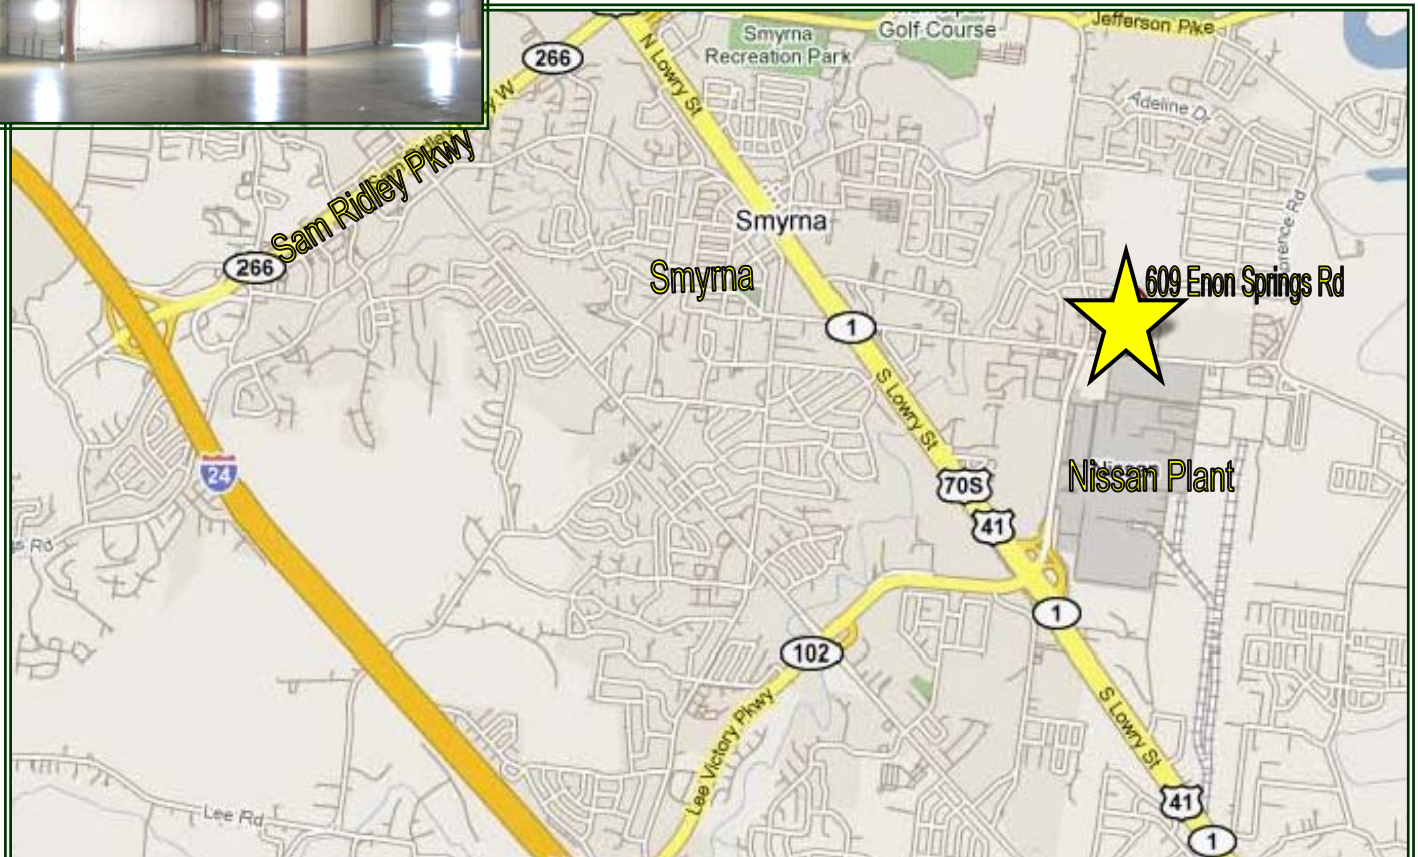 Jefferson Pike
Golf Course
Smyrna
Recreation Park
N Lowry St
266
Adeline Dr
Sam Ridley Pkwy
Smyrna
266
Smyrna
609 Enon Springs Rd
1
S Lowry St
24
Nissan Plant
70S
41
1
102
S Lowry St
Lee Victory Pkwy
41
Lee Rd
1